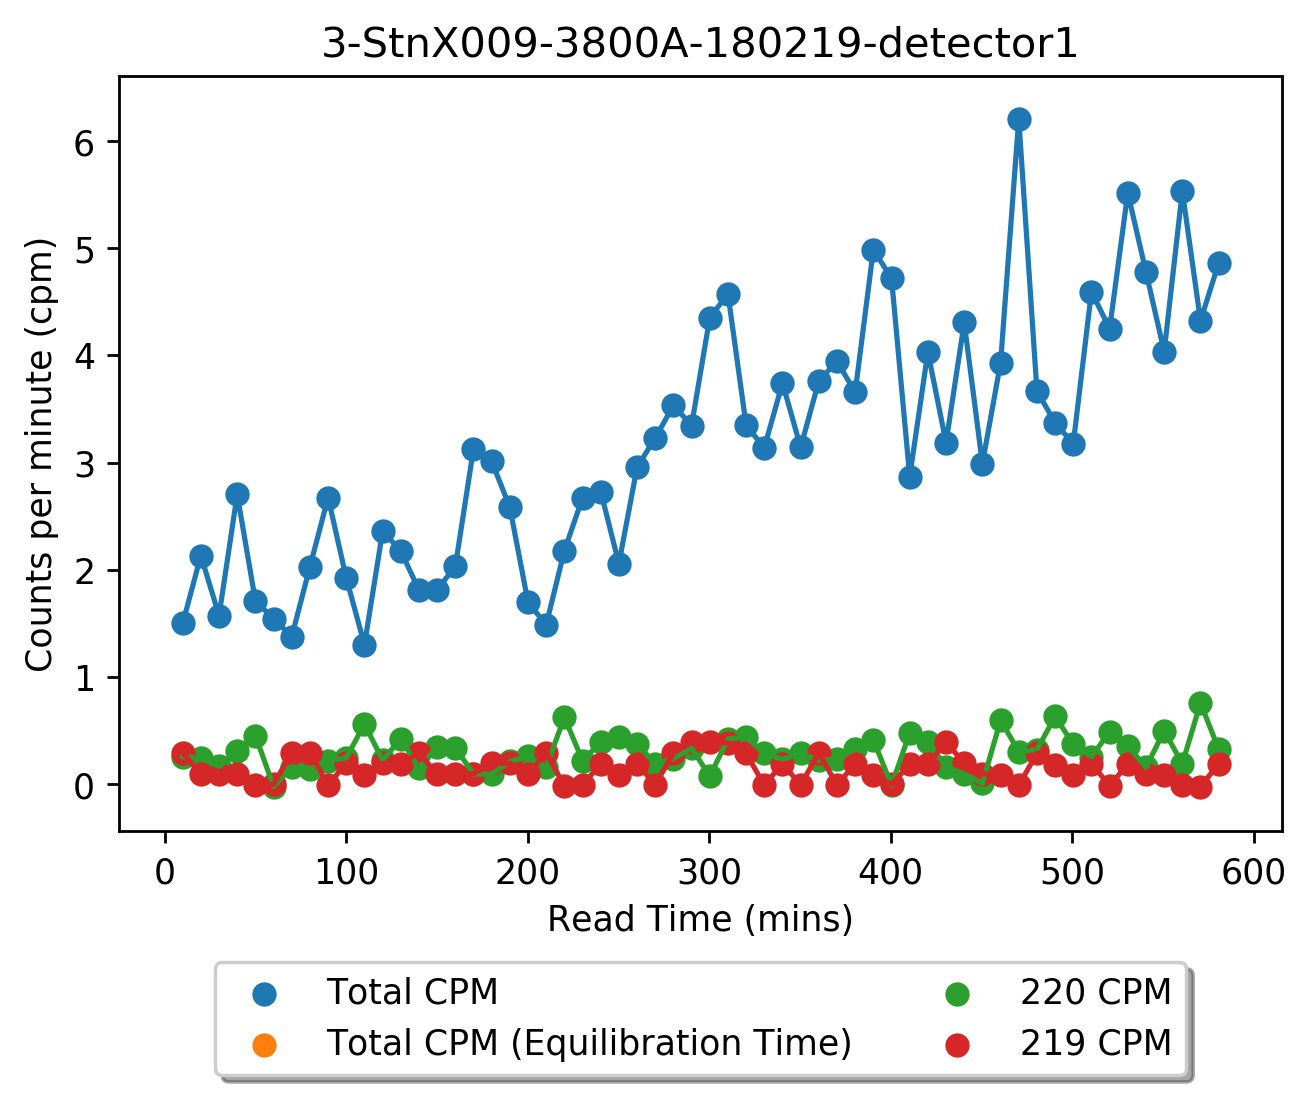 3-StnX009-3800A-180219-detector1
Counts per minute (cpm)
6
5
4
3
2
1
0
0 100 200 300 400 500 600
Read Time (mins)
Total CPM
Total CPM (Equilibration Time)
220 CPM
219 CPM